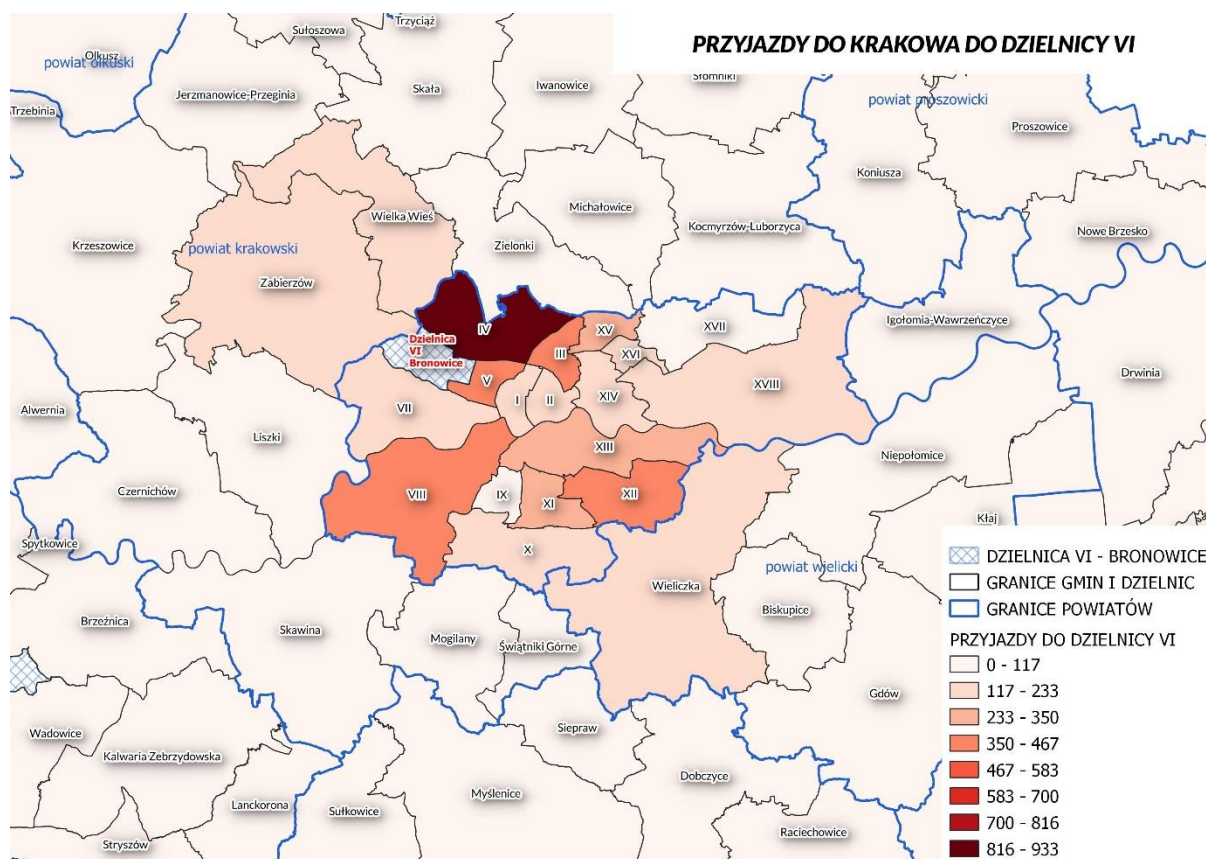 PRZYJAZDY DO KRAKOWA DO DZIELNICY VI
Sułoszowa
Trzyciąż
Olkusz
powiat olkuski
Słomniki
Jerzmanowice-Przeginia
Skała
Iwanowice
powiat proszowicki
Trzebinia
Proszowice
Koniusza
Wielka Wieś
Michałowice
Kocmyrzów-Luborzyca
Nowe Brzesko
Krzeszowice
powiat krakowski
Zielonki
Zabierzów
Igołomia-Wawrzeńczyce
IV
XV
XVII
Dzielnica
VI
Bronowice
III
XVI
Drwinia
V
I
II
XIV
XVIII
Alwernia
VII
Liszki
XIII
Niepołomice
Czernichów
VIII
IX
XI
XII
Kłaj
Spytkowice
X
powiat wielicki
Wieliczka
Biskupice
Brzeźnica
Skawina
Mogilany
Świątniki Górne
Gdów
Wadowice
Siepraw
Kalwaria Zebrzydowska
Dobczyce
Lanckorona
Sułkowice
Myślenice
Raciechowice
Stryszów
DZIELNICA VI - BRONOWICE
GRANICE GMIN I DZIELNIC
GRANICE POWIATÓW
PRZYJAZDY DO DZIELNICY VI
0 - 117
117 - 233
233 - 350
350 - 467
467 - 583
583 - 700
700 - 816
816 - 933